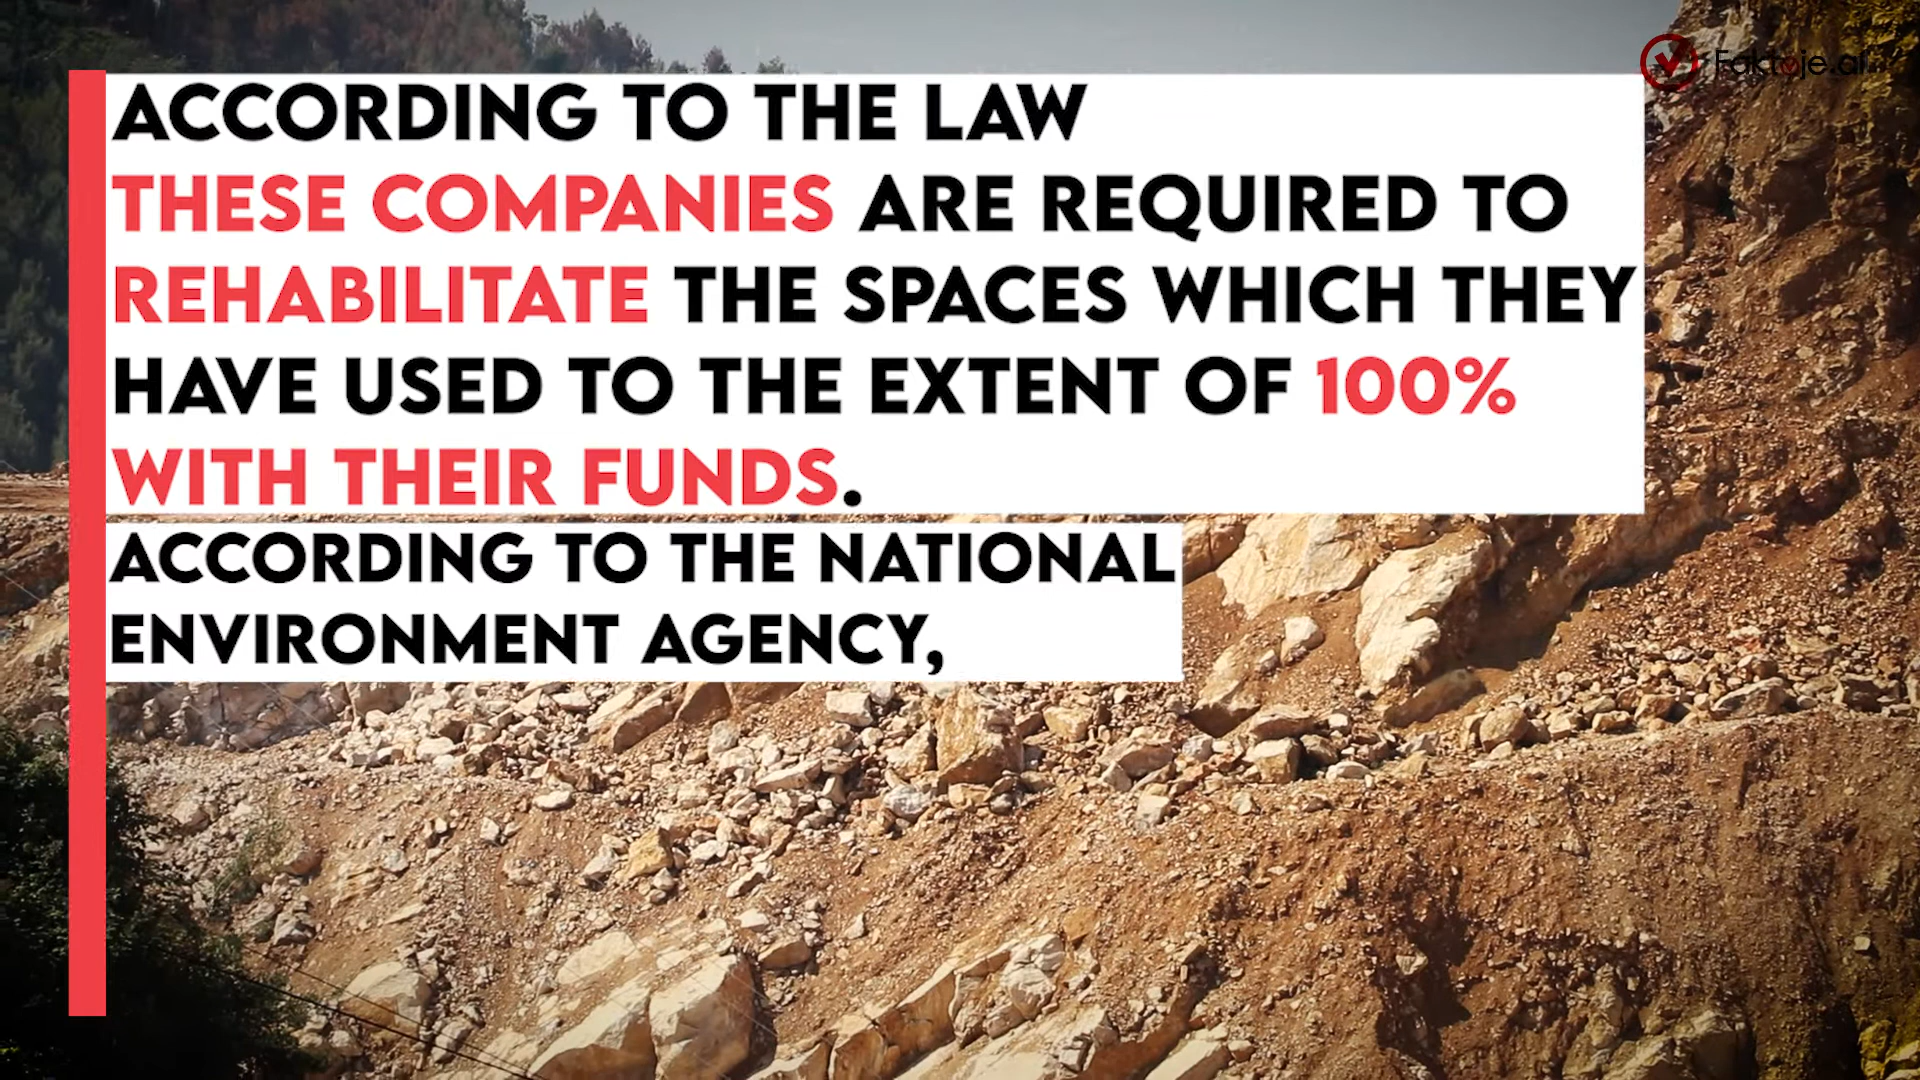 Faktoje.al
ACCORDING TO THE LAW
THESE COMPANIES ARE REQUIRED TO
REHABILITATE THE SPACES WHICH THEY
HAVE USED TO THE EXTENT OF 100%
WITH THEIR FUNDS.
ACCORDING TO THE NATIONAL
ENVIRONMENT AGENCY,